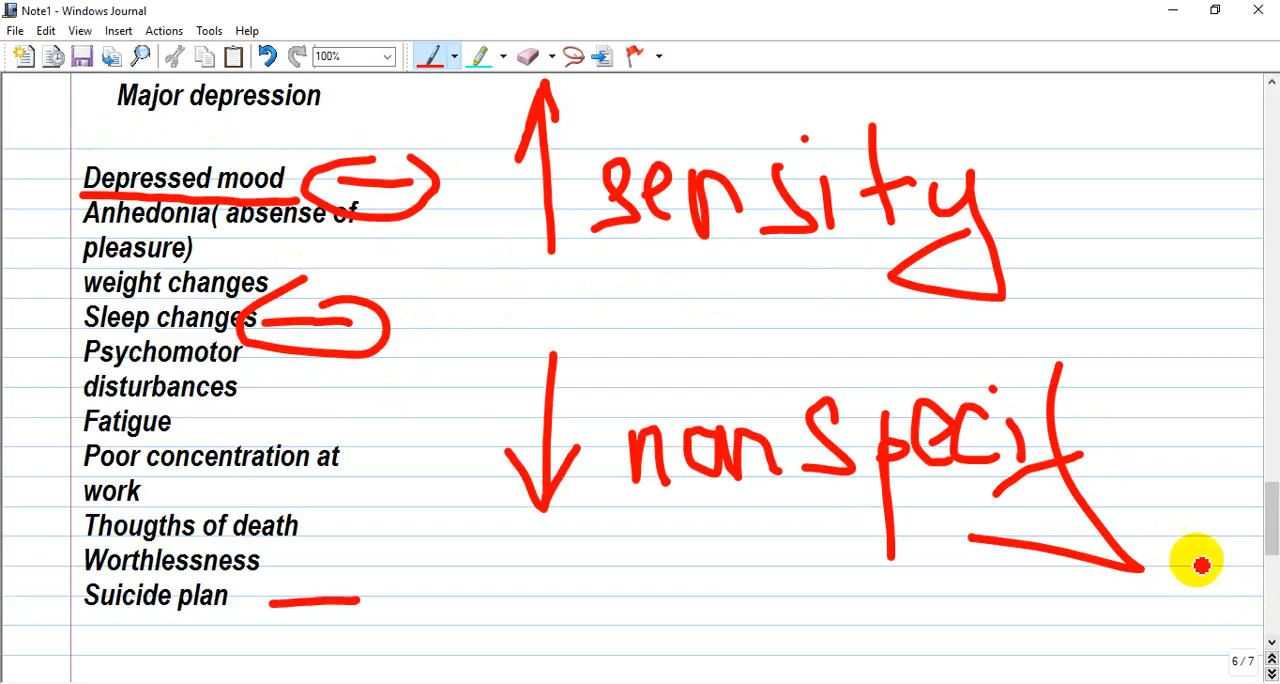 Note1 - Windows Journal
File Edit View Insert Actions Tools Help
100%
Major depression
Depressed mood
Anhedonia( absense of
pleasure)
weight changes
Sleep changes
Psychomotor
disturbances
Fatigue
Poor concentration at
work
Thougths of death
Worthlessness
Suicide plan
sensity
non specif
6 / 7